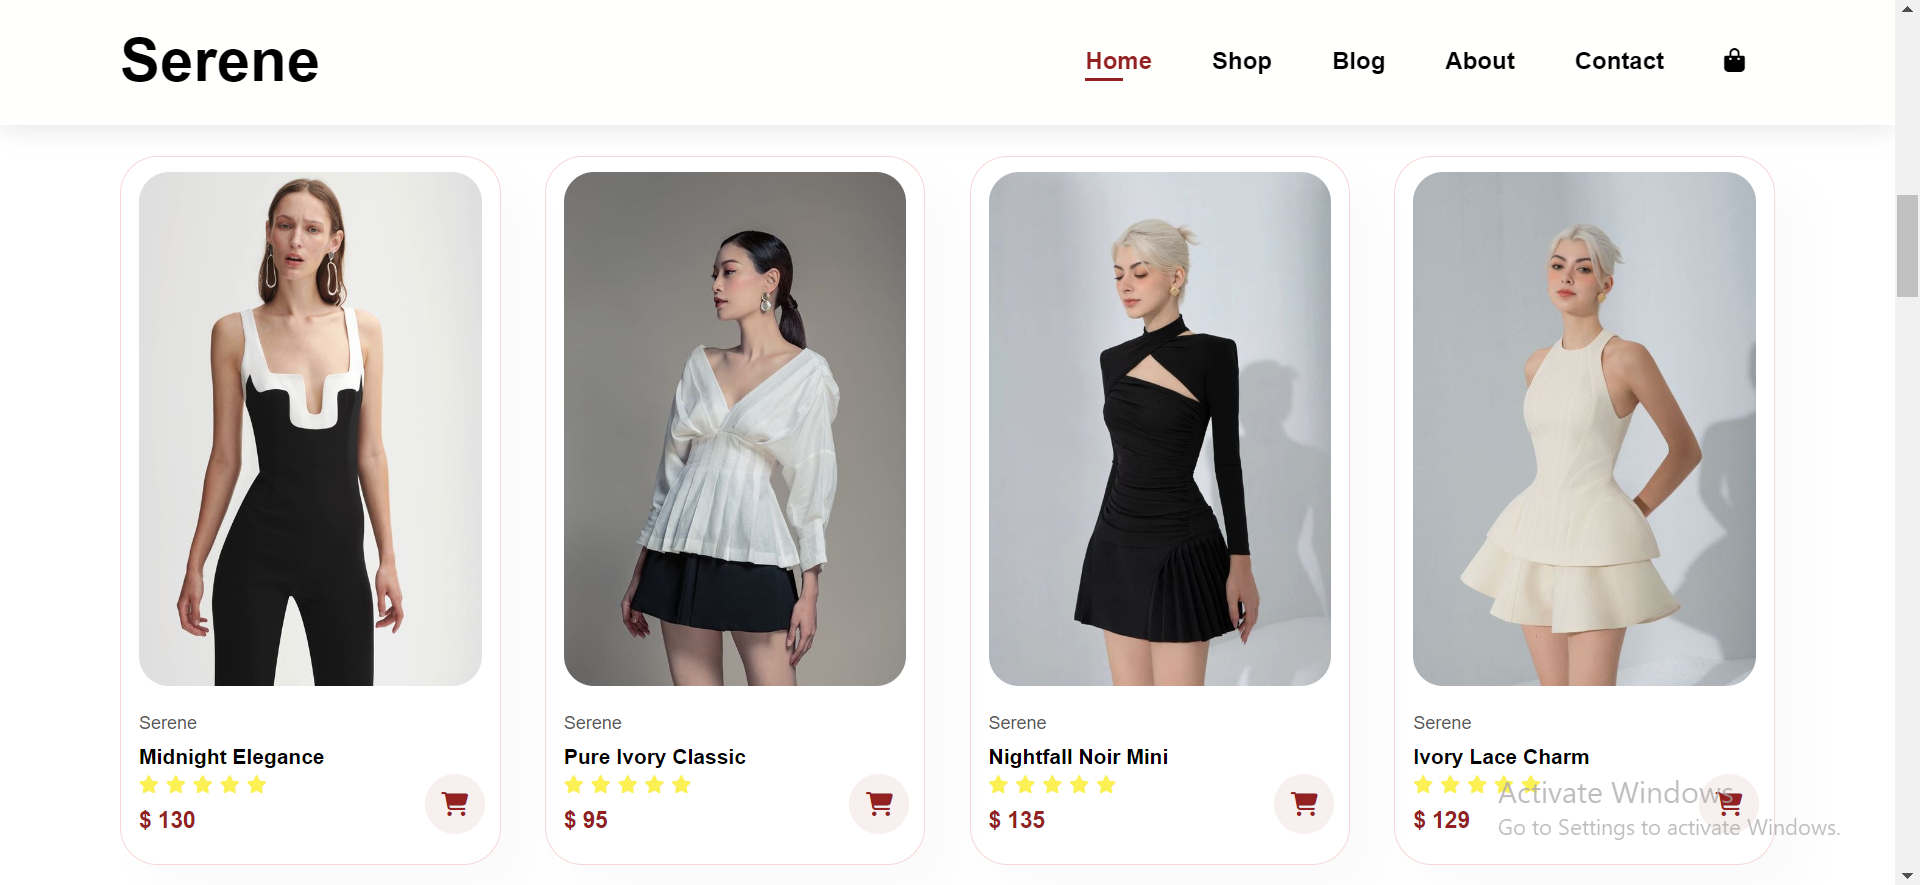 Serene
Home Shop Blog About Contact
Serene
Midnight Elegance
$ 130
Serene
Pure Ivory Classic
$ 95
Serene
Nightfall Noir Mini
$ 135
Serene
Ivory Lace Charm
$ 129
Activate Windows
Go to Settings to activate Windows.